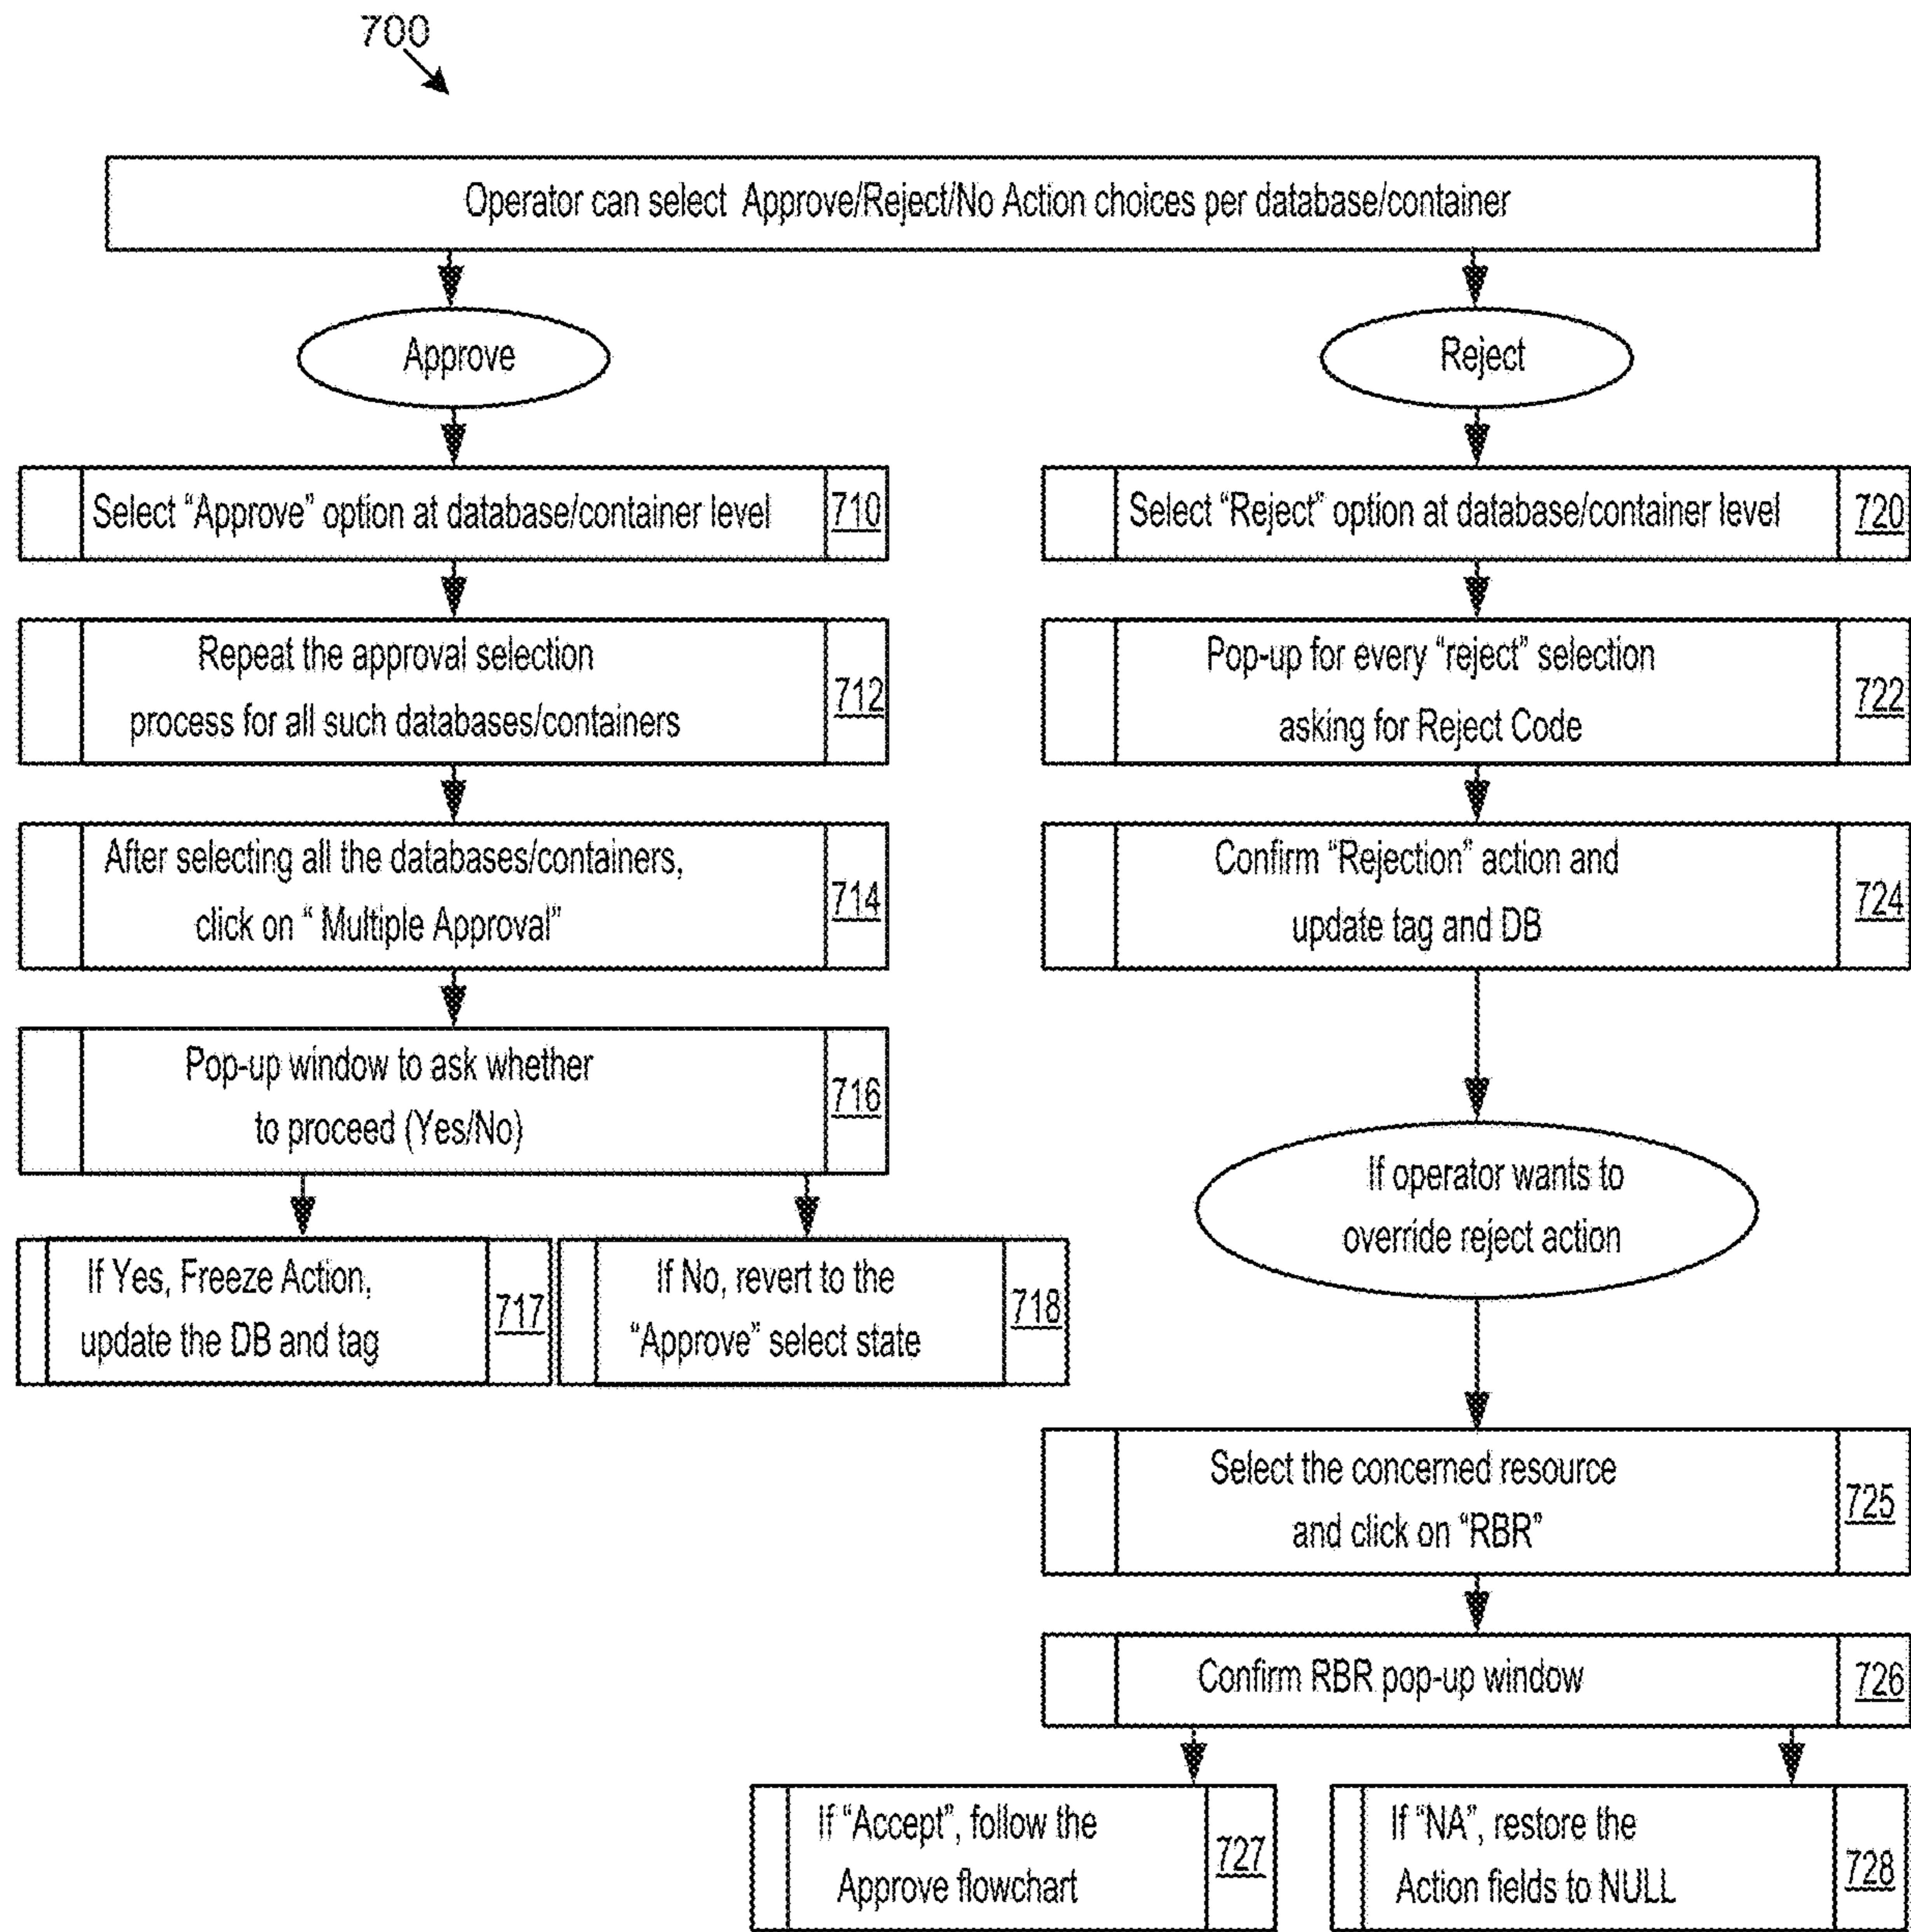 700
Operator can select Approve/Reject/No Action choices per database/container
Approve
Select “Approve” option at database/container level
710
Repeat the approval selection
process for all such databases/containers
712
After selecting all the databases/containers,
click on “ Multiple Approval”
714
Pop-up window to ask whether
to proceed (Yes/No)
716
If Yes, Freeze Action,
update the DB and tag
717
If No, revert to the
“Approve” select state
718
Reject
Select “Reject” option at database/container level
720
Pop-up for every “reject” selection
asking for Reject Code
722
Confirm “Rejection” action and
update tag and DB
724
If operator wants to
override reject action
Select the concerned resource
and click on “RBR”
725
Confirm RBR pop-up window
726
If “Accept”, follow the
Approve flowchart
727
If “NA”, restore the
Action fields to NULL
728